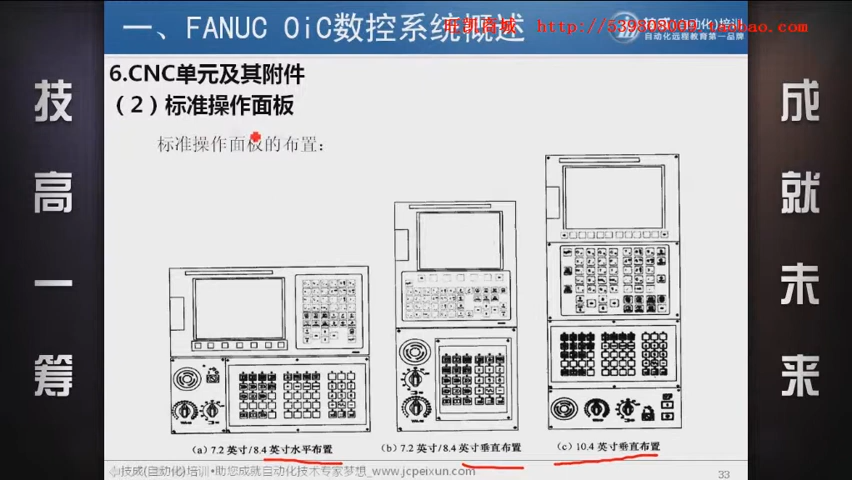 一、FANUC OiC数控系统概述
旺凯商城 http://539808009.taobao.com
自动化远程教育第一品牌
6.CNC单元及其附件
（2）标准操作面板
标准操作面板的布置：
技高一筹
成就未来
(a) 7.2 英寸/8.4 英寸水平布置
(b) 7.2 英寸/8.4 英寸垂直布置
(c) 10.4 英寸垂直布置
技威(自动化)培训•助您成就自动化技术专家梦想_www.jcpeixun.com
33